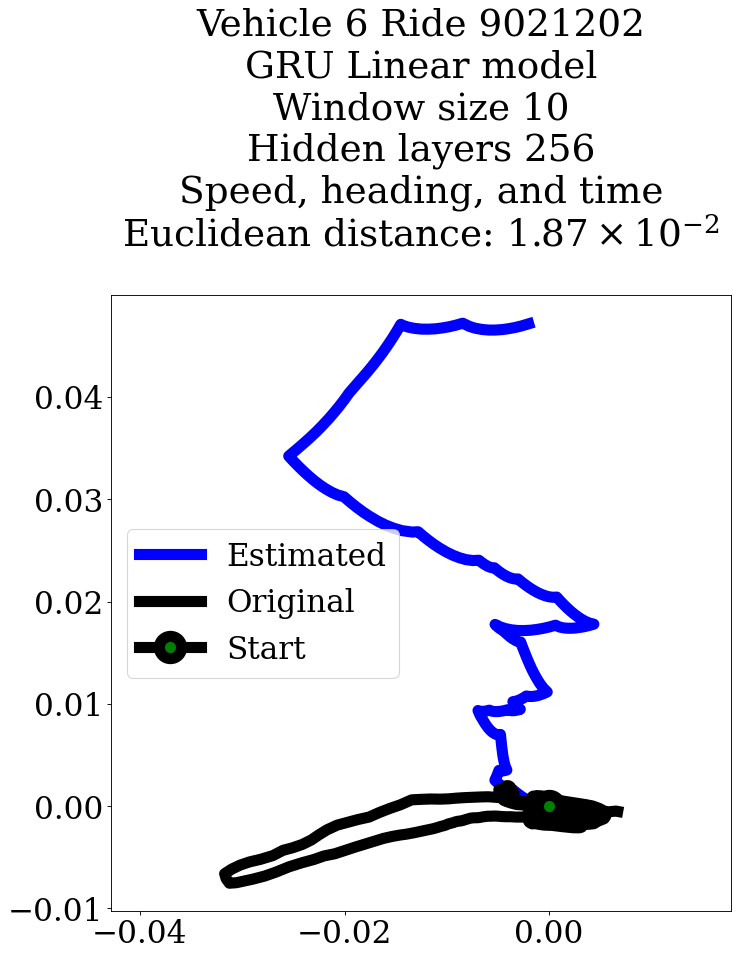 Vehicle 6 Ride 9021202
GRU Linear model
Window size 10
Hidden layers 256
Speed, heading, and time
Euclidean distance: 1.87 × 10⁻²
0.04
0.03
Estimated
Original
Start
0.02
0.01
0.00
−0.01
−0.04
−0.02
0.00